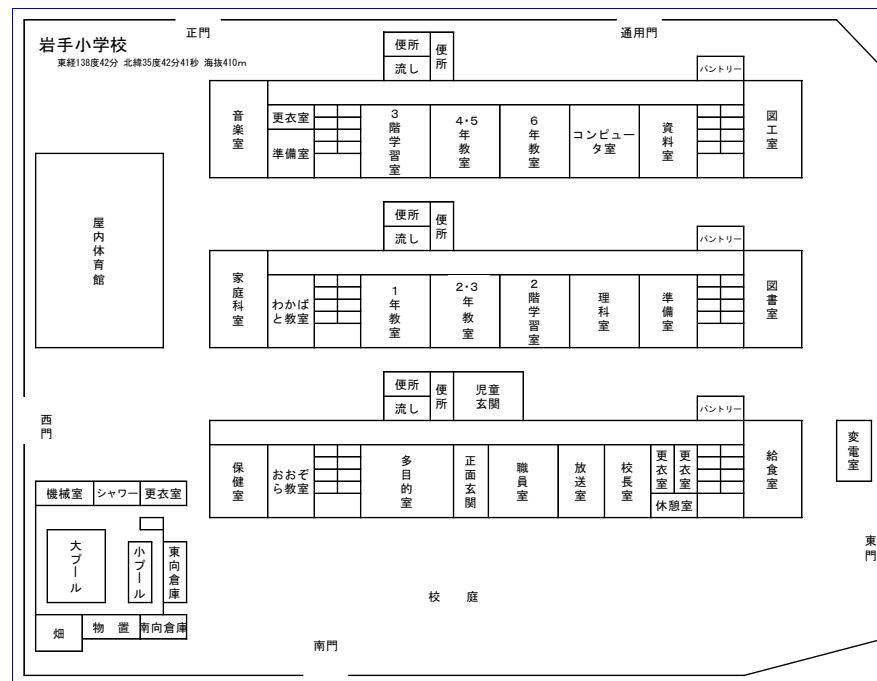 正門
通用門
岩手小学校
東経138度42分 北緯35度42分41秒 海抜410m
便所
便所
流し
パントリー
音楽室
更衣室
準備室
3階学習室
4・5年教室
6年教室
コンピュータ室
資料室
図工室
屋内体育館
便所
便所
流し
パントリー
家庭科室
わかばと教室
1年教室
2・3年教室
2階学習室
理科室
準備室
図書室
便所
便所
児童玄関
流し
パントリー
西門
保健室
おおぞら教室
多目的室
正面玄関
職員室
放送室
校長室
更衣室
更衣室
休憩室
給食室
変電室
機械室
シャワー
更衣室
大プール
小プール
東向倉庫
東門
畑
物置
南向倉庫
校庭
南門